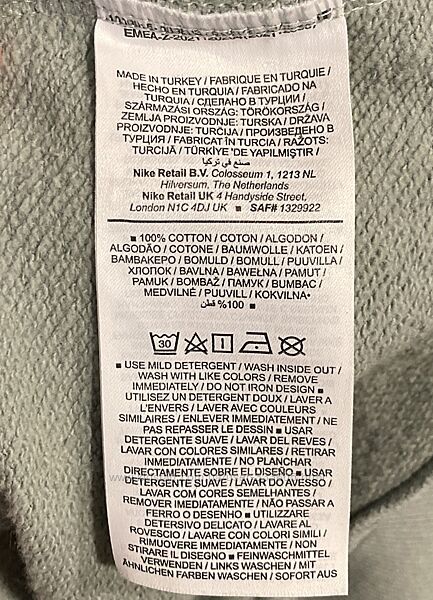 MADE IN TURKEY / FABRIQUE EN TURQUIE /
HECHO EN TURQUIA / FABRICADO NA
TURQUIA / СДЕЛАНО В ТУРЦИИ /
SZÁRMAZÁSI ORSZÁG: TÖRÖKORSZÁG /
ZEMLJA PROIZVODNJE: TURSKA / DRŽAVA
PROIZVODNJE: TURČIJA / ПРОИЗВЕДЕНО В
ТУРЦИЯ / FABRICAT ÎN TURCIA / RAŽOTS:
TURCIJĀ / TÜRKİYE'DE YAPILMIŞTIR /
صنع في تركيا
Nike Retail B.V. Colosseum 1, 1213 NL
Hilversum, The Netherlands
Nike Retail UK 4 Handyside Street,
London N1C 4DJ UK ■ SAF# 1329922
■ 100% COTTON / COTON / ALGODON /
ALGODÃO / COTONE / BAUMWOLLE / KATOEN /
ΒΑΜΒΑΚΕΡΟ / BOMULD / BOMULL / PUUVILLA /
ХЛОПОК / BAVLNA / BAWEŁNA / PAMUT /
PAMUK / BOMBAŽ / ПАМУК / BUMBAC /
MEDVILNĖ / PUUVILL / KOKVILNA•
100% قطن ■
30
■ USE MILD DETERGENT / WASH INSIDE OUT /
WASH WITH LIKE COLORS / REMOVE
IMMEDIATELY / DO NOT IRON DESIGN ■
UTILISEZ UN DETERGENT DOUX / LAVER A
L'ENVERS / LAVER AVEC COULEURS
SIMILAIRES / ENLEVER IMMEDIATEMENT / NE
PAS REPASSER LE DESSIN ■ USAR
DETERGENTE SUAVE / LAVAR DEL REVES /
LAVAR CON COLORES SIMILARES / RETIRAR
INMEDIATAMENTE / NO PLANCHAR
DIRECTAMENTE SOBRE EL DISEÑO ■ USAR
DETERGENTE SUAVE / LAVAR DO AVESSO /
LAVAR COM CORES SEMELHANTES /
REMOVER IMEDIATAMENTE / NÃO PASSAR A
FERRO O DESENHO ■ UTILIZZARE
DETERSIVO DELICATO / LAVARE AL
ROVESCIO / LAVARE CON COLORI SIMILI /
RIMUOVERE IMMEDIATAMENTE / NON
STIRARE IL DISEGNO ■ FEINWASCHMITTEL
VERWENDEN / LINKS WASCHEN / MIT
ÄHNLICHEN FARBEN WASCHEN / SOFORT AUS